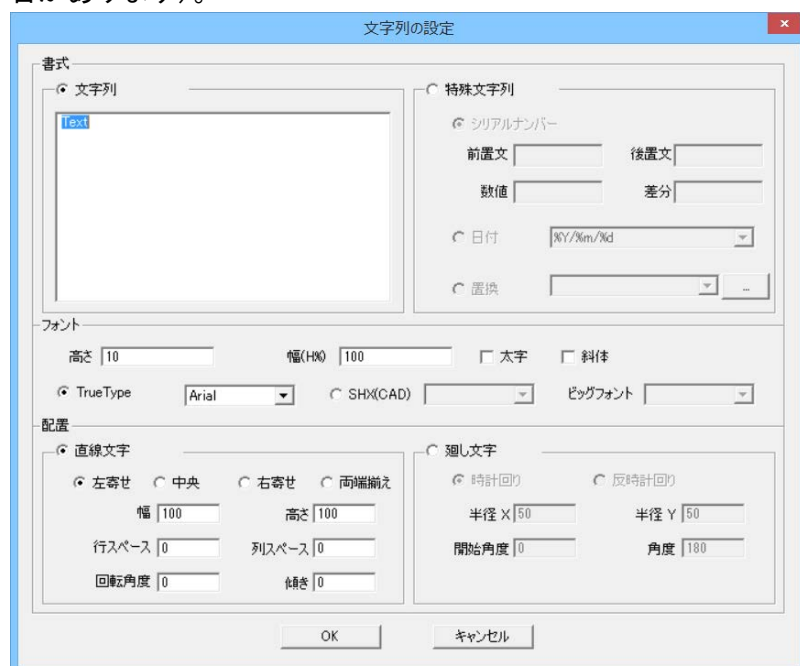 文字列の設定
書式
文字列
Text
特殊文字列
シリアルナンバー
前置文 後置文
数値 差分
日付 %Y/%m/%d
置換 ...
フォント
高さ 10 幅(H%) 100 太字 斜体
TrueType Arial SHX(CAD) ビッグフォント
配置
直線文字
左寄せ 中央 右寄せ 両端揃え
幅 100 高さ 100
行スペース 0 列スペース 0
回転角度 0 傾き 0
廻し文字
時計回り 反時計回り
半径 X 50 半径 Y 50
開始角度 0 角度 180
OK キャンセル